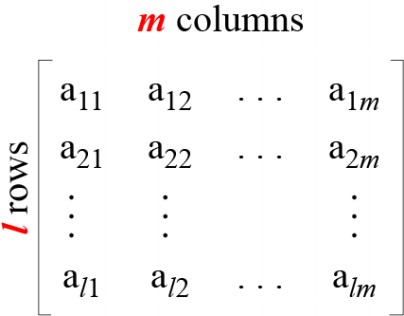 m columns
a11 a12 . . . a1m
a21 a22 . . . a2m
⋮ ⋮ ⋮
al1 al2 . . . alm
l rows